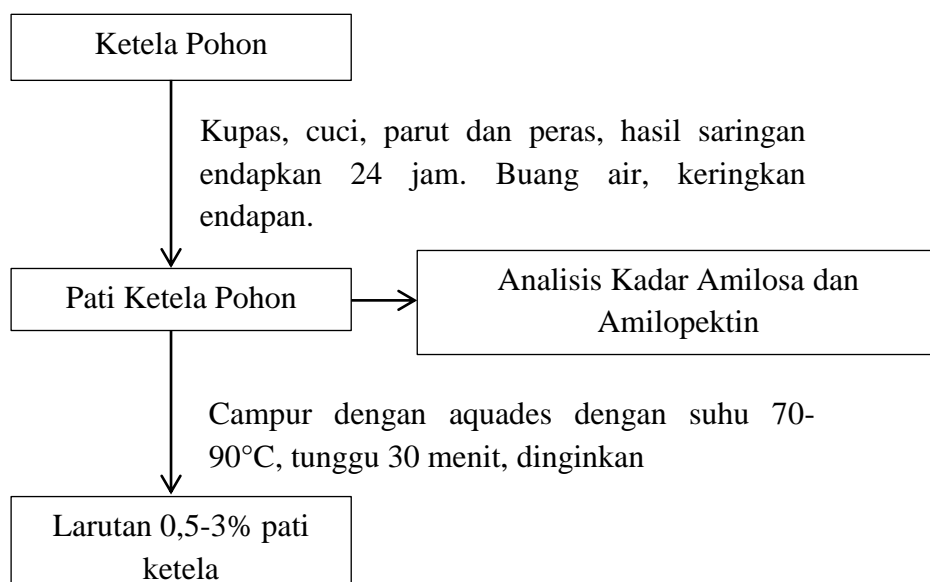 Ketela Pohon
Kupas, cuci, parut dan peras, hasil saringan
endapkan 24 jam. Buang air, keringkan
endapan.
Pati Ketela Pohon
Analisis Kadar Amilosa dan
Amilopektin
Campur dengan aquades dengan suhu 70-
90°C, tunggu 30 menit, dinginkan
Larutan 0,5-3% pati
ketela